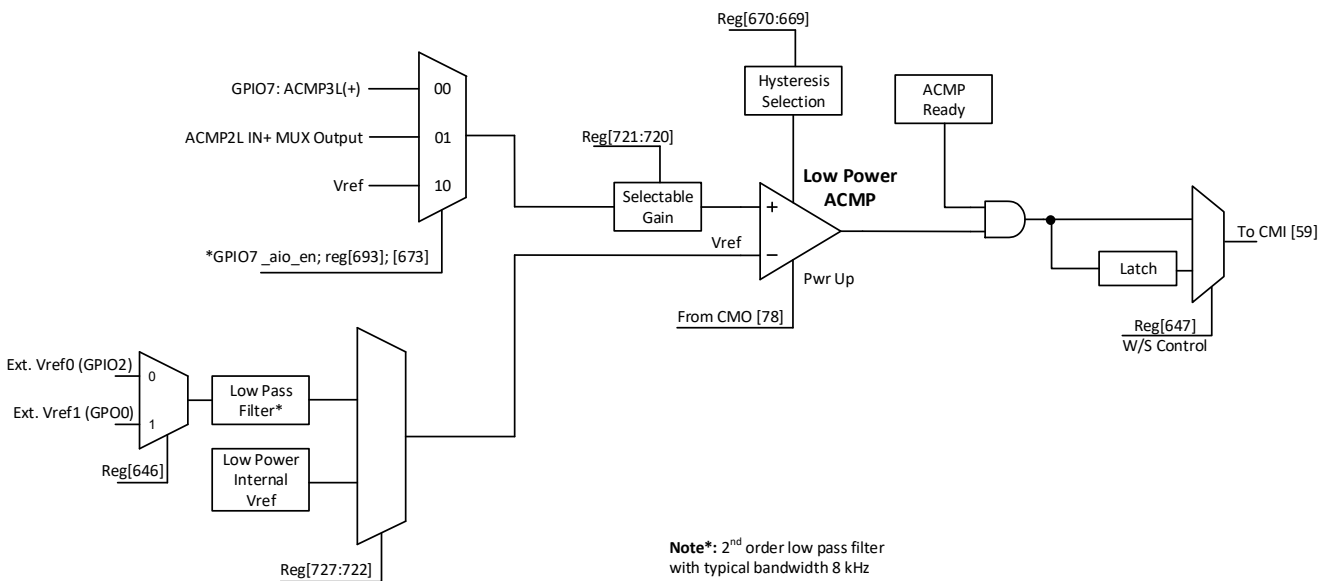 Reg[670:669]
Hysteresis
Selection
ACMP
Ready
GPIO7: ACMP3L(+)
00
ACMP2L IN+ MUX Output
01
Vref
10
Reg[721:720]
Selectable
Gain
Low Power
ACMP
+
Vref
−
Pwr Up
*GPIO7 _aio_en; reg[693]; [673]
From CMO [78]
To CMI [59]
Latch
Reg[647]
W/S Control
Ext. Vref0 (GPIO2)
0
Ext. Vref1 (GPO0)
1
Low Pass
Filter*
Reg[646]
Low Power
Internal
Vref
Reg[727:722]
Note*: 2nd order low pass filter
with typical bandwidth 8 kHz